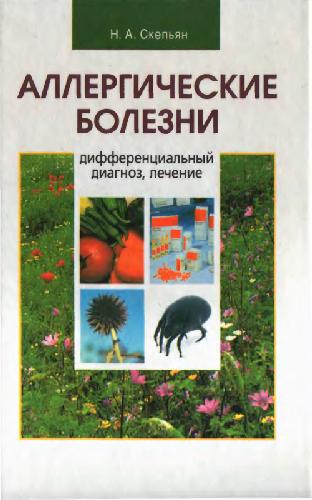 Н. А. Скепьян
АЛЛЕРГИЧЕСКИЕ
БОЛЕЗНИ
дифференциальный
диагноз, лечение